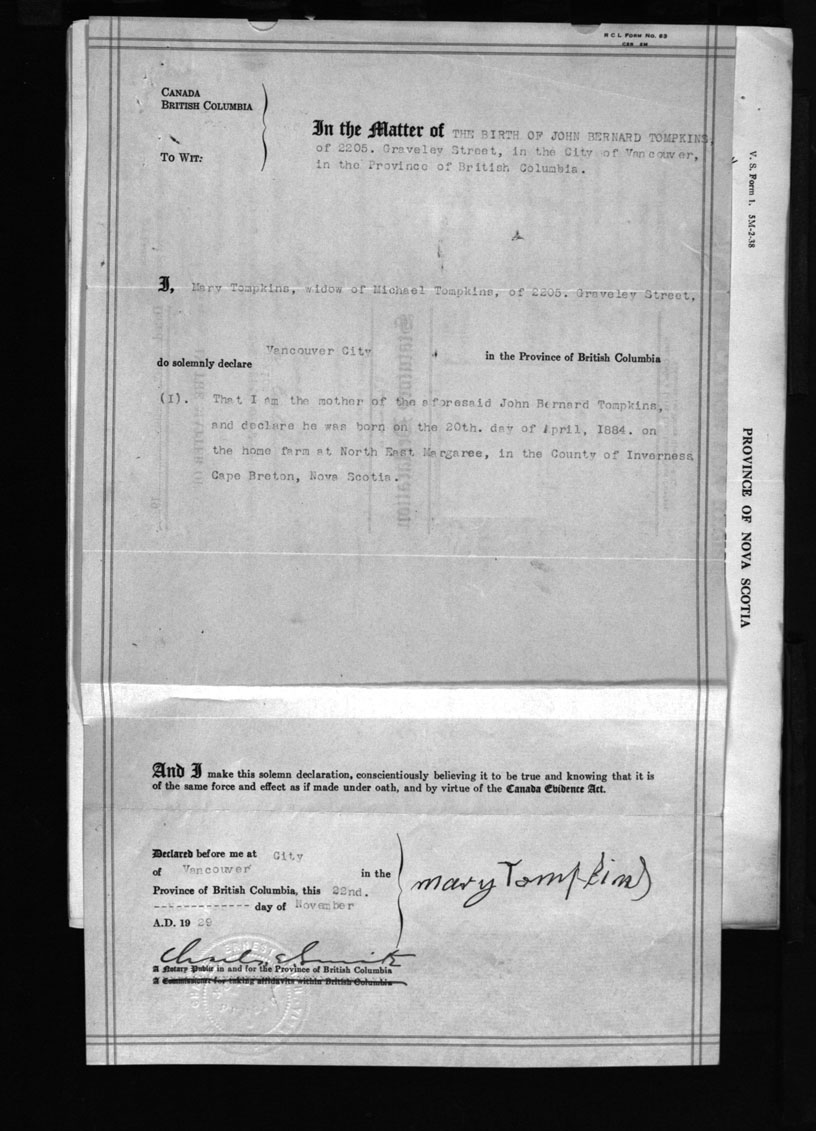 R C L FORM No. 63
CANADA
BRITISH COLUMBIA
TO WIT:
In the Matter of THE BIRTH OF JOHN BERNARD TOMPKINS,
of 2205. Graveley Street, in the City of Vancouver,
in the Province of British Columbia.
I, Mary Tompkins, widow of Michael Tompkins, of 2205. Graveley Street,
Vancouver City in the Province of British Columbia
do solemnly declare
(I). That I am the mother of the aforesaid John Bernard Tompkins,
and declare he was born on the 20th. day of April, 1884. on
the home farm at North East Margaree, in the County of Inverness
Cape Breton, Nova Scotia.
And I make this solemn declaration, conscientiously believing it to be true and knowing that it is
of the same force and effect as if made under oath, and by virtue of the Canada Evidence Act.
Declared before me at City
of Vancouver in the
Province of British Columbia, this 22nd.
------------- day of November
A.D. 19 29
Mary Tompkins
Charles E Smith
A Notary Public in and for the Province of British Columbia
A Commissioner for taking affidavits within British Columbia
V. S. Form 1. 5M-2-38
PROVINCE OF NOVA SCOTIA